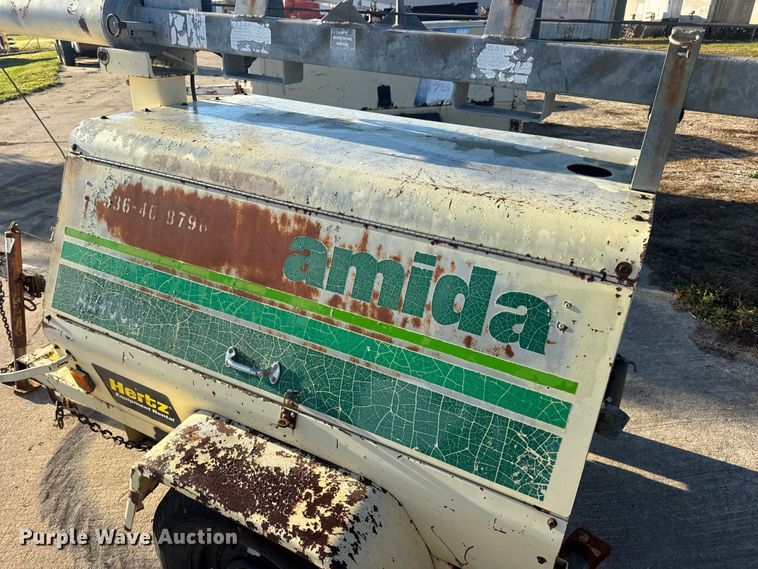 336-40 8796
amida
Hertz
Equipment Rental
Purple Wave Auction